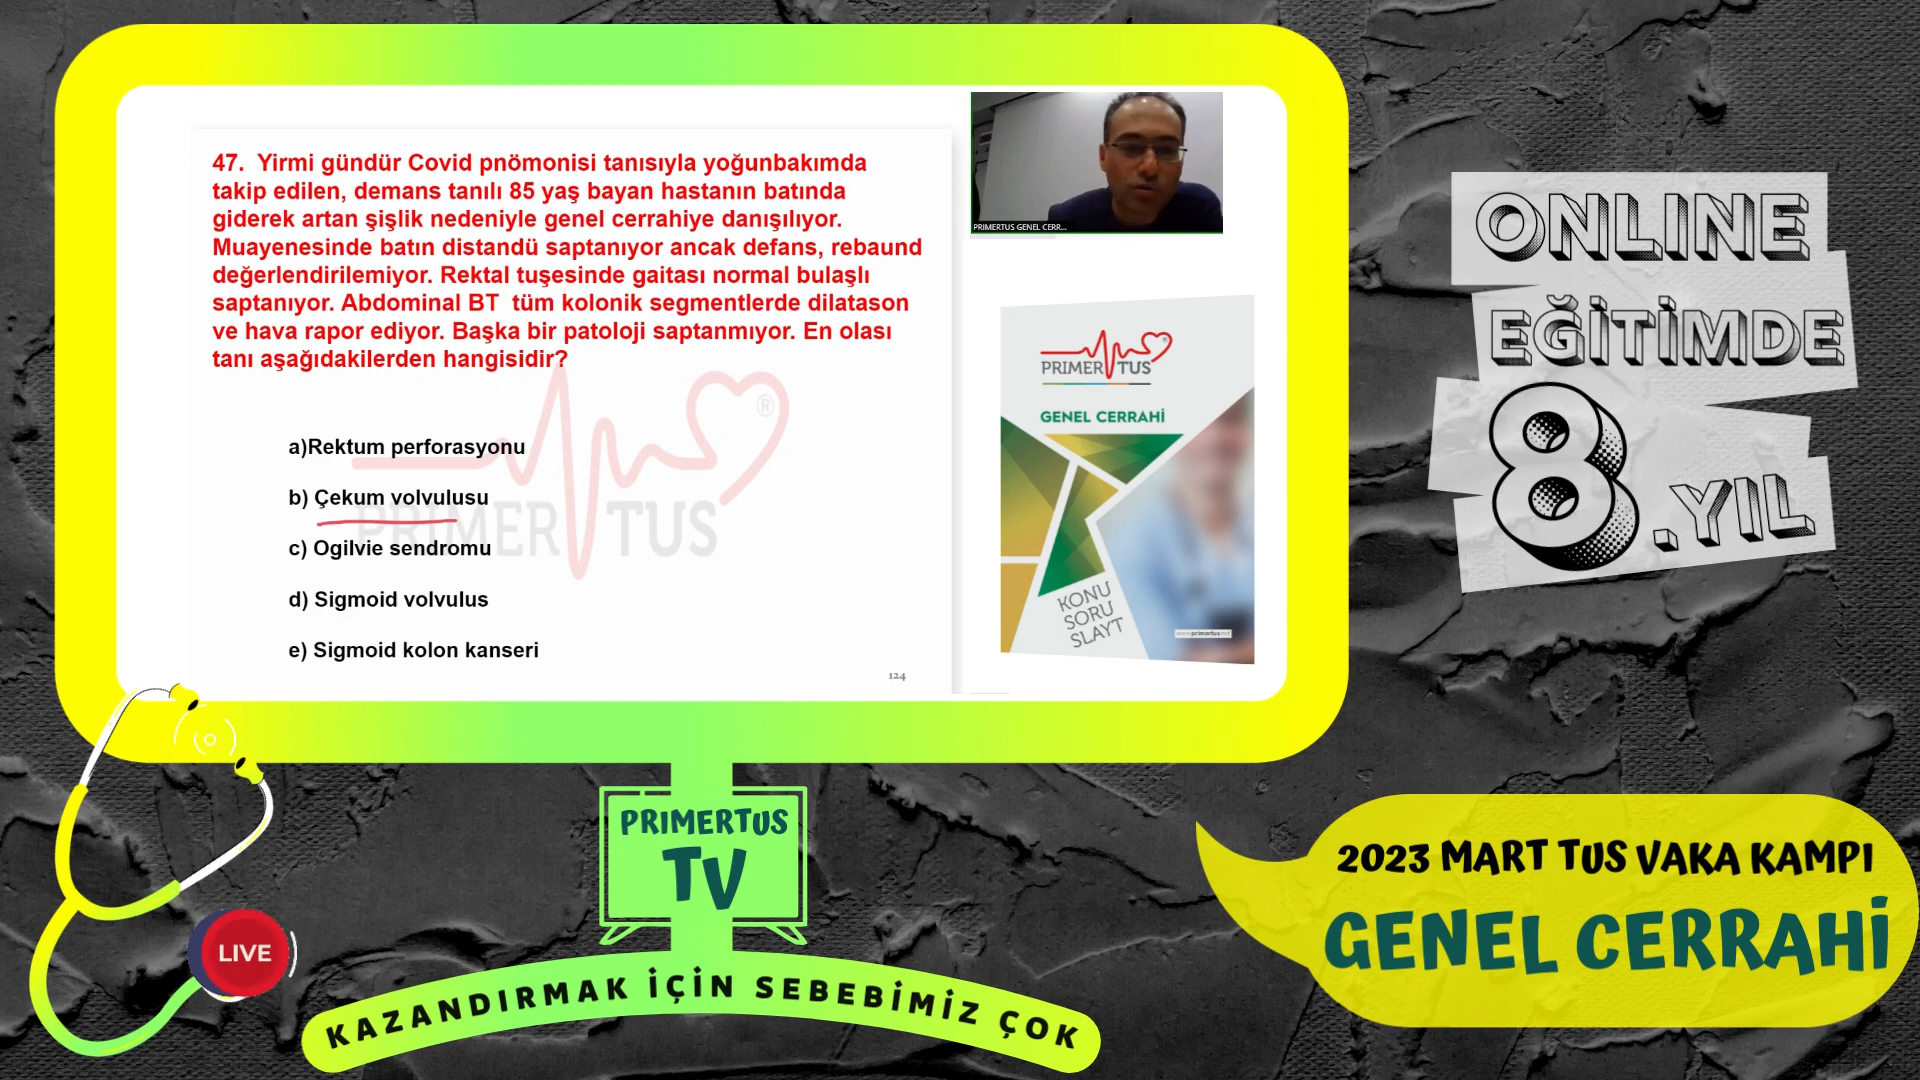 47. Yirmi gündür Covid pnömonisi tanısıyla yoğunbakımda
takip edilen, demans tanılı 85 yaş bayan hastanın batında
giderek artan şişlik nedeniyle genel cerrahiye danışılıyor.
Muayenesinde batın distandü saptanıyor ancak defans, rebaund
değerlendirilemiyor. Rektal tuşesinde gaitası normal bulaşlı
saptanıyor. Abdominal BT tüm kolonik segmentlerde dilatason
ve hava rapor ediyor. Başka bir patoloji saptanmıyor. En olası
tanı aşağıdakilerden hangisidir?
a)Rektum perforasyonu
b) Çekum volvulusu
c) Ogilvie sendromu
d) Sigmoid volvulus
e) Sigmoid kolon kanseri
PRIMER TUS
®
124
PRIMERTUS GENEL CERR...
PRIMER TUS
®
GENEL CERRAHİ
KONU
SORU
SLAYT
www.primertus.net
ONLINE
EĞİTİMDE
8.YIL
PRIMERTUS
TV
LIVE
KAZANDIRMAK İÇİN SEBEBİMİZ ÇOK
2023 MART TUS VAKA KAMPI
GENEL CERRAHİ